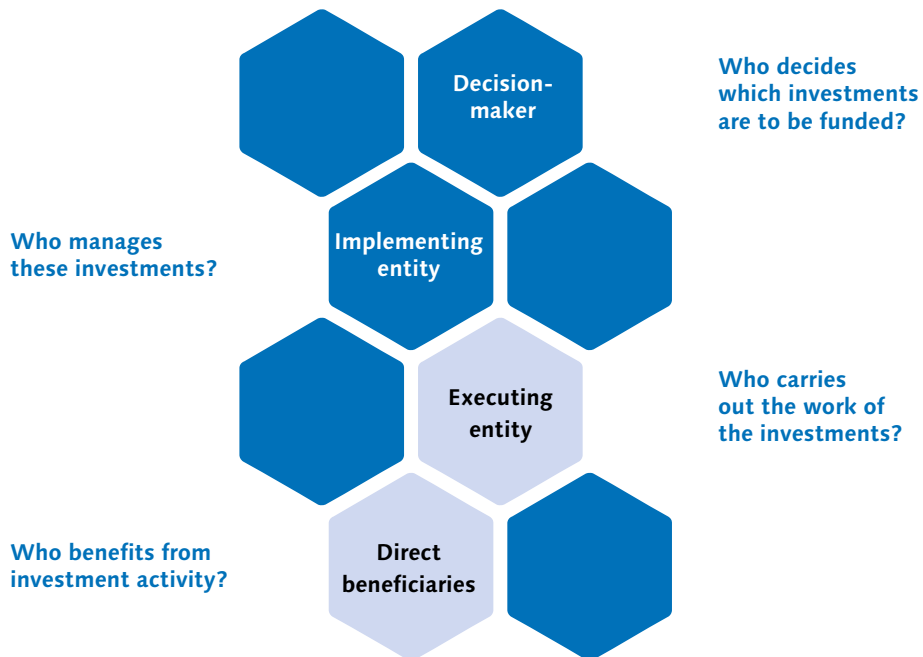 Decision-
maker
Who decides
which investments
are to be funded?
Who manages
these investments?
Implementing
entity
Executing
entity
Who carries
out the work of
the investments?
Who benefits from
investment activity?
Direct
beneficiaries